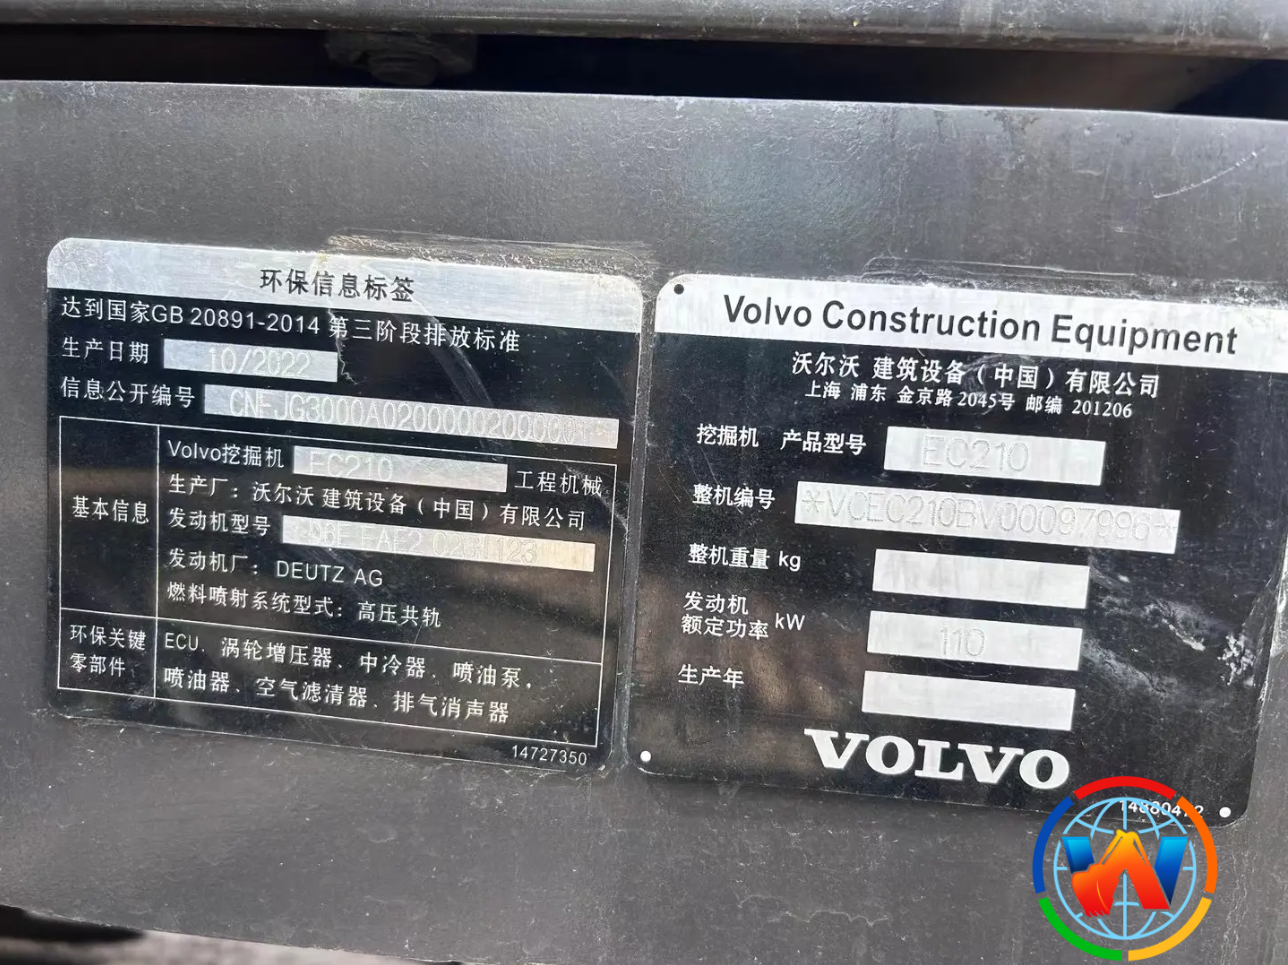 环保信息标签
达到国家GB 20891-2014 第三阶段排放标准
生产日期 10/2022
信息公开编号
基本信息
Volvo挖掘机 EC210 工程机械
生产厂：沃尔沃 建筑设备（中国）有限公司
发动机型号
发动机厂：DEUTZ AG
燃料喷射系统型式：高压共轨
环保关键
零部件
ECU、涡轮增压器、中冷器、喷油泵，
喷油器、空气滤清器、排气消声器
14727350
Volvo Construction Equipment
沃尔沃 建筑设备（中国）有限公司
上海 浦东 金京路2045号 邮编 201206
挖掘机 产品型号 EC210
整机编号 *VCEC210BV00097996*
整机重量 kg
发动机
额定功率 kW 110
生产年
VOLVO